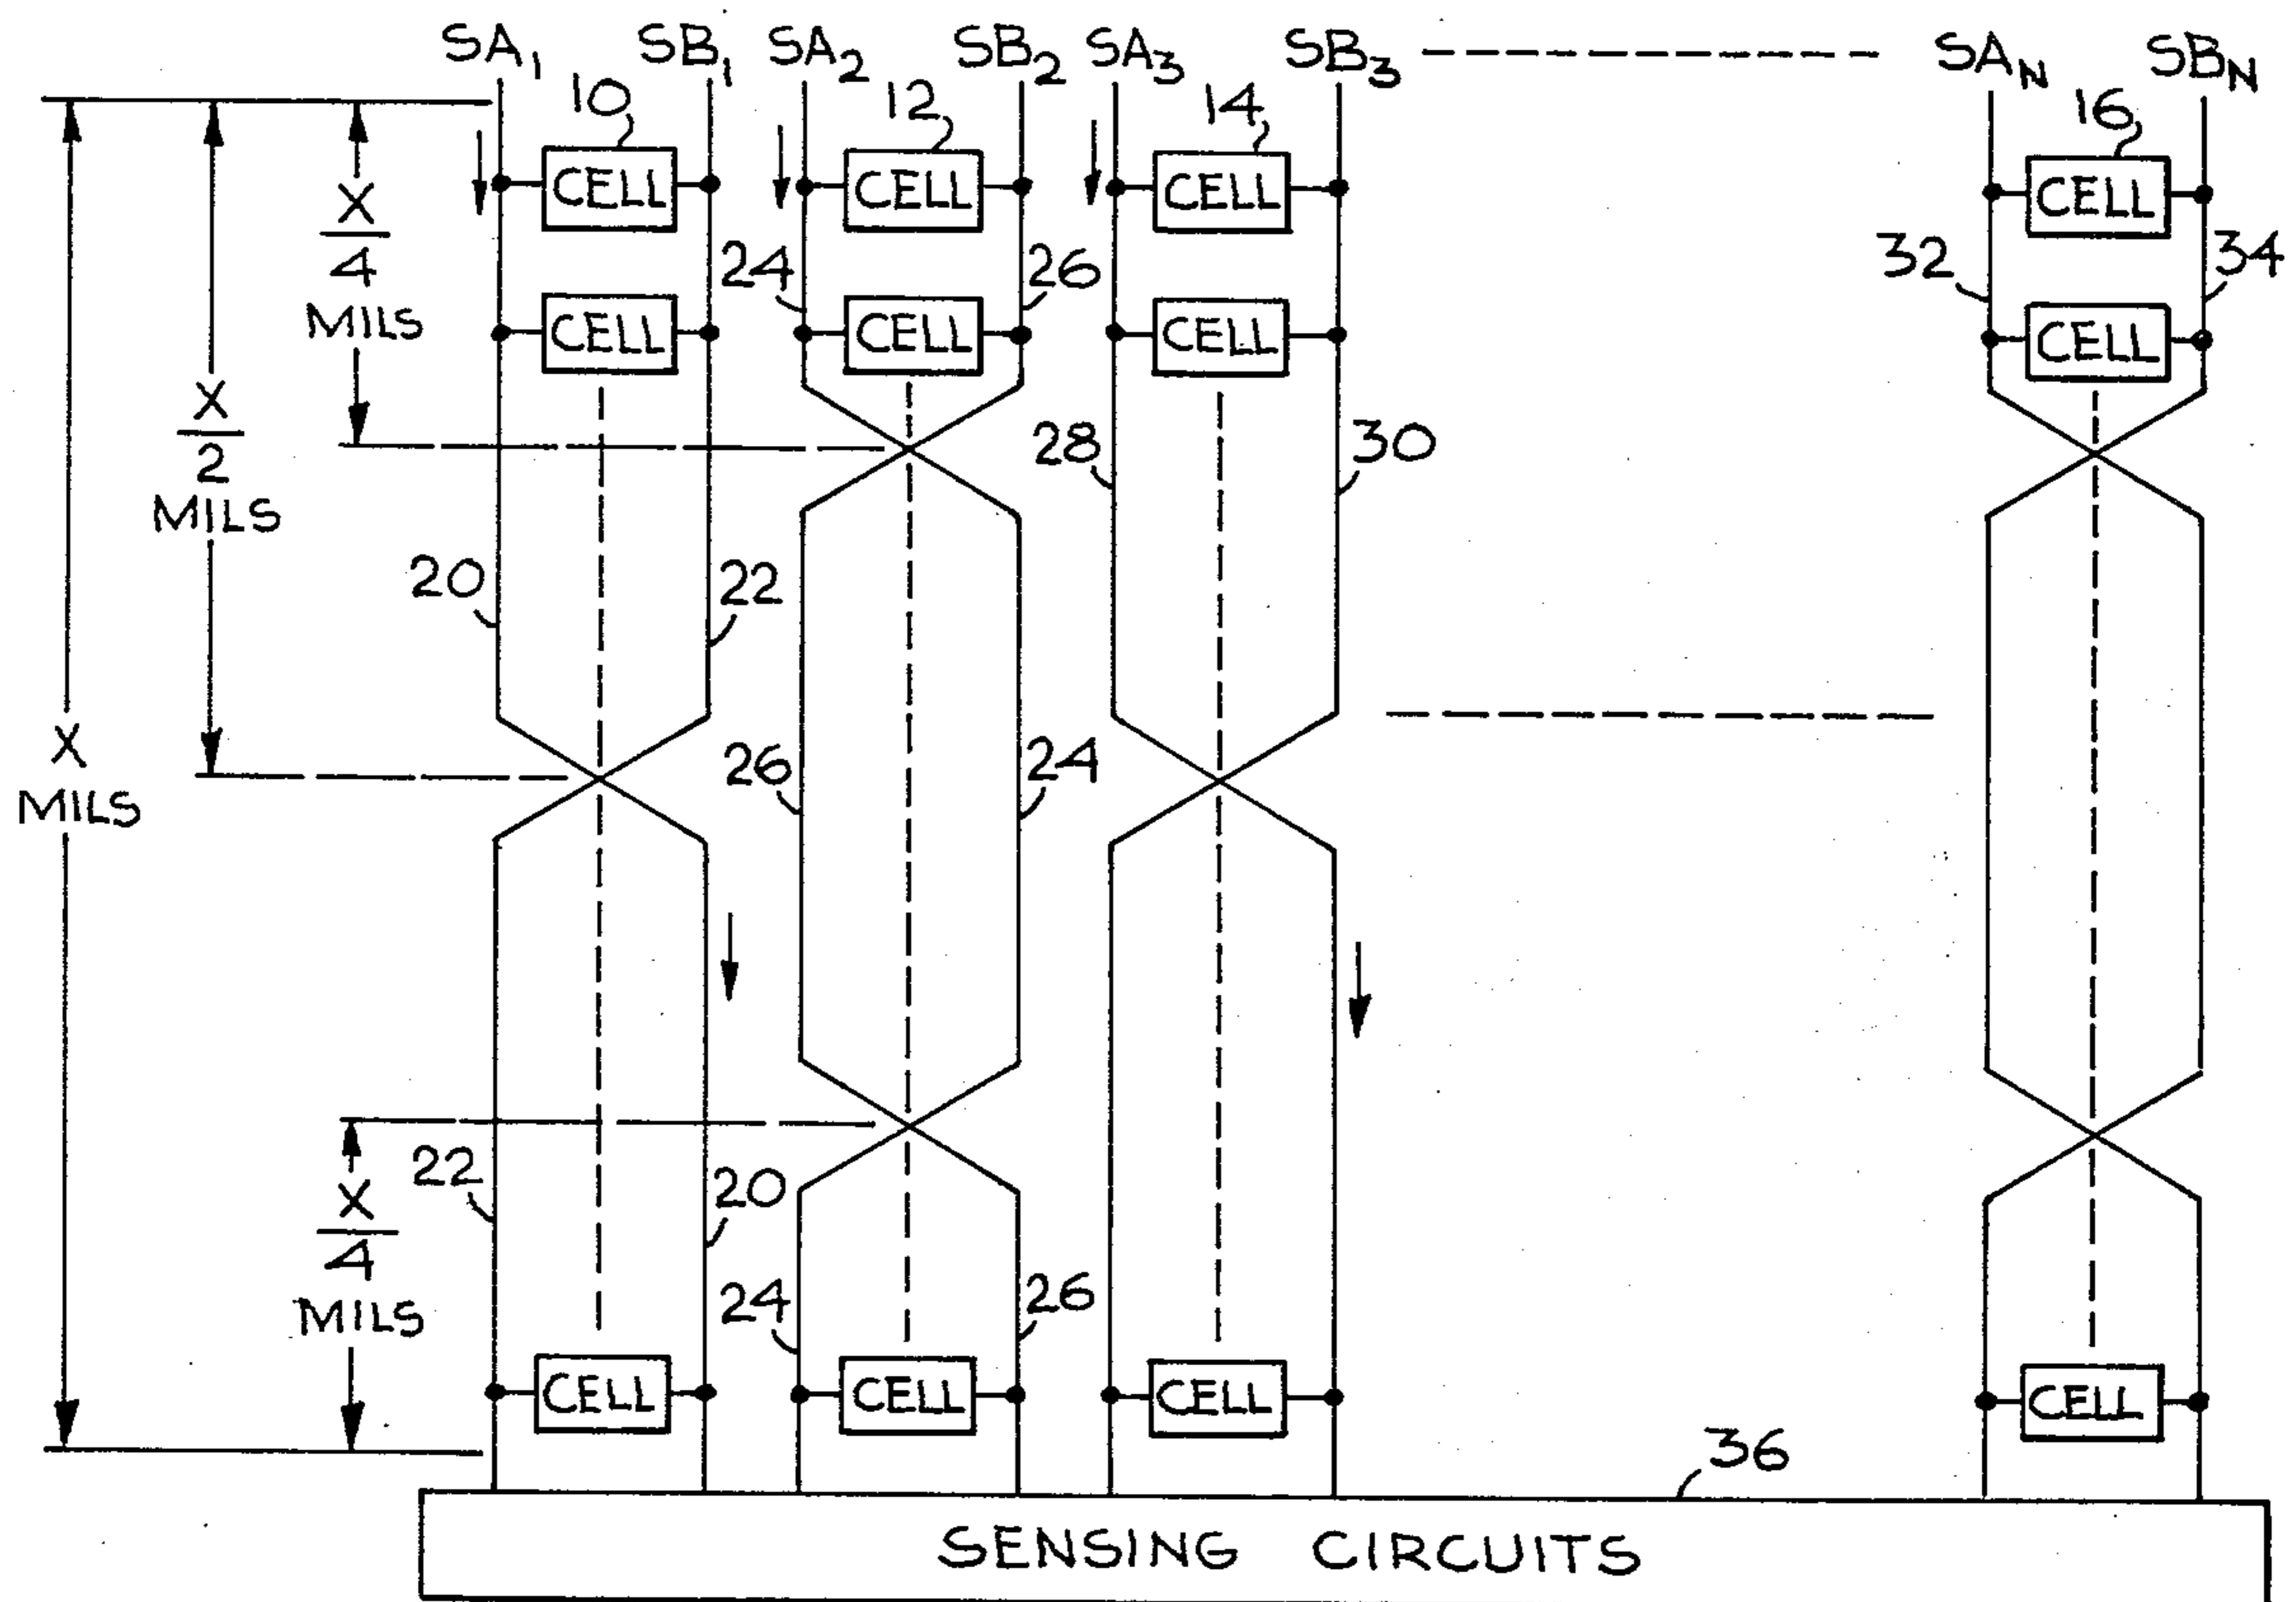 SA1 SB1 SA2 SB2 SA3 SB3 SAN SBN
10 12 14 16
CELL CELL CELL CELL
X/4 MILS
24 26 32 34
CELL CELL CELL CELL
X/2 MILS
28 30
20 22
X MILS
26 24
22 20
X/4 MILS
24 26
CELL CELL CELL CELL
36
SENSING CIRCUITS